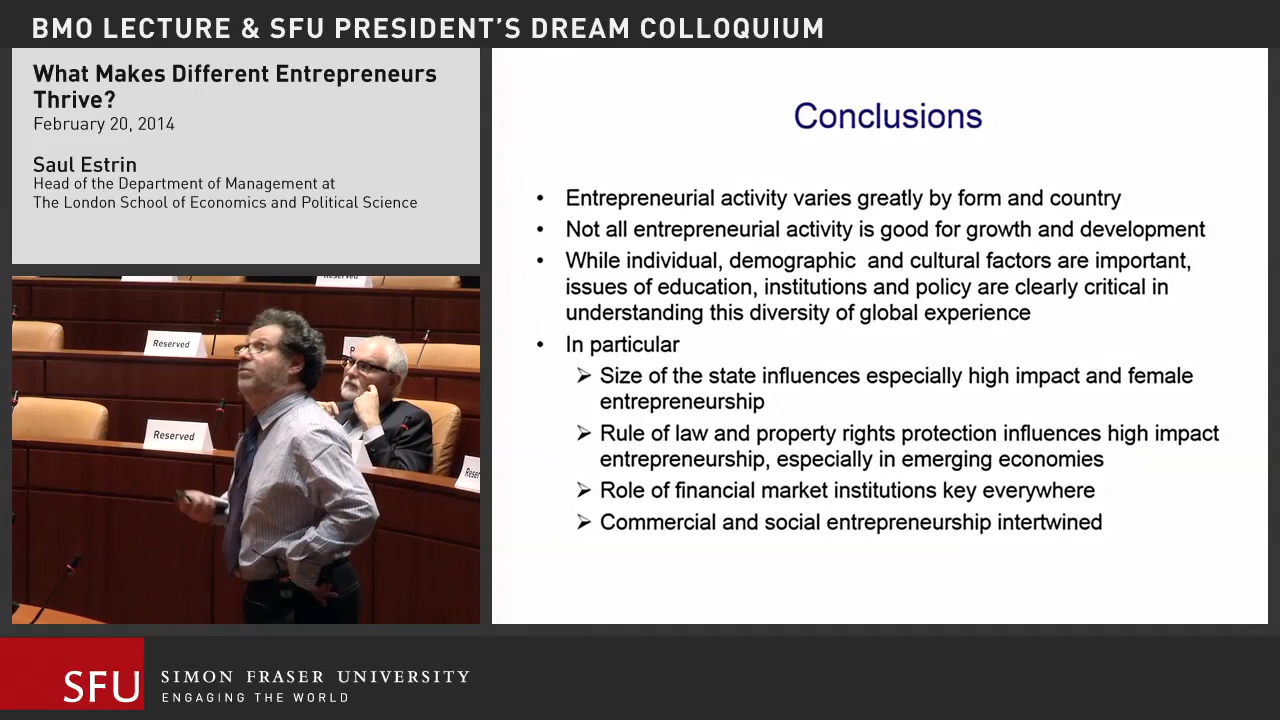 BMO LECTURE & SFU PRESIDENT'S DREAM COLLOQUIUM
What Makes Different Entrepreneurs
Thrive?
February 20, 2014
Saul Estrin
Head of the Department of Management at
The London School of Economics and Political Science
Reserved
Reserved
Reserved
Conclusions
• Entrepreneurial activity varies greatly by form and country
• Not all entrepreneurial activity is good for growth and development
• While individual, demographic and cultural factors are important,
issues of education, institutions and policy are clearly critical in
understanding this diversity of global experience
• In particular
➢ Size of the state influences especially high impact and female
entrepreneurship
➢ Rule of law and property rights protection influences high impact
entrepreneurship, especially in emerging economies
➢ Role of financial market institutions key everywhere
➢ Commercial and social entrepreneurship intertwined
SFU
SIMON FRASER UNIVERSITY
ENGAGING THE WORLD